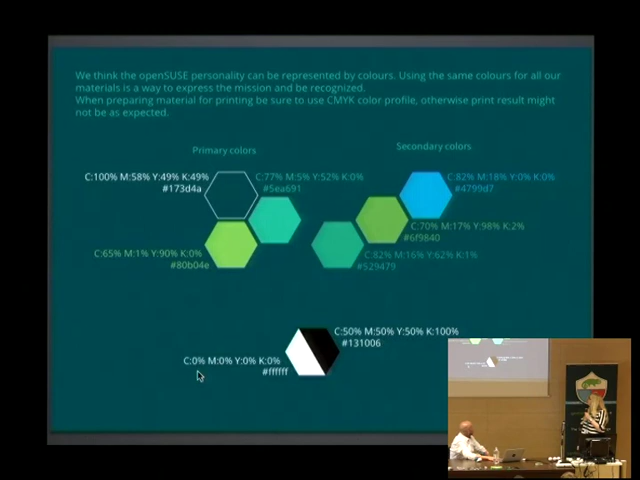 We think the openSUSE personality can be represented by colours. Using the same colours for all our
materials is a way to express the mission and be recognized.
When preparing material for printing be sure to use CMYK color profile, otherwise print result might
not be as expected.
Primary colors
Secondary colors
C:100% M:58% Y:49% K:49%
#173d4a
C:77% M:5% Y:52% K:0%
#5ea691
C:82% M:18% Y:0% K:0%
#4799d7
C:70% M:17% Y:98% K:2%
#6f9840
C:65% M:1% Y:90% K:0%
#80b04e
C:82% M:16% Y:62% K:1%
#529479
C:50% M:50% Y:50% K:100%
#131006
C:0% M:0% Y:0% K:0%
#ffffff